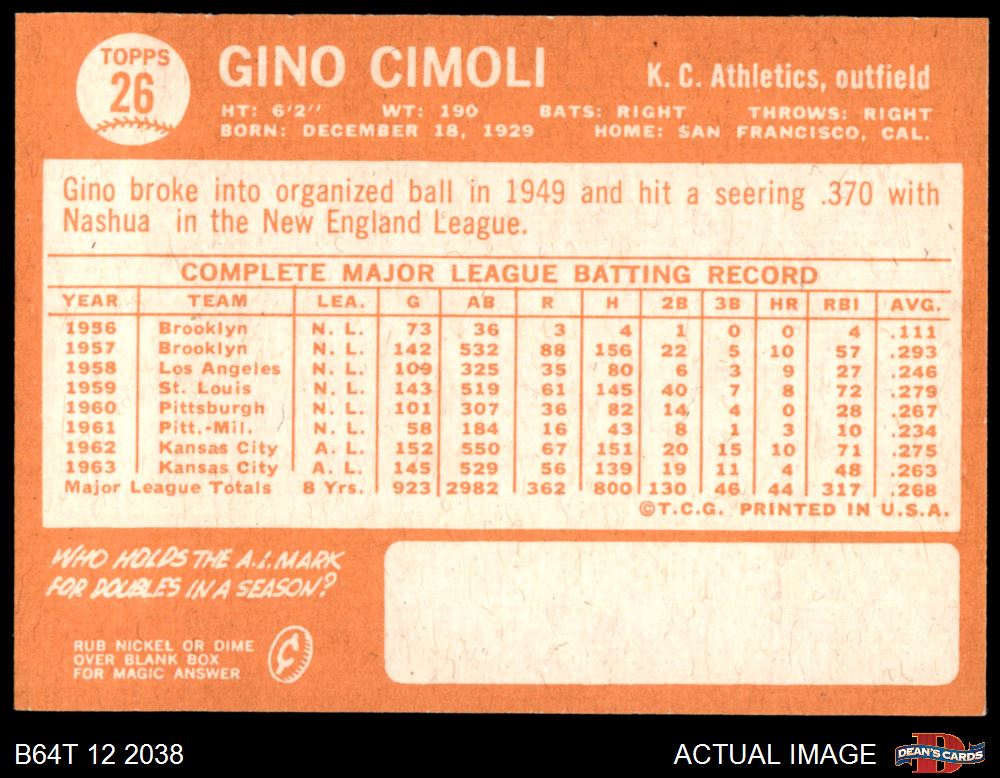 TOPPS
26
GINO CIMOLI
K. C. Athletics, outfield
HT: 6'2" WT: 190 BATS: RIGHT THROWS: RIGHT
BORN: DECEMBER 18, 1929 HOME: SAN FRANCISCO, CAL.
Gino broke into organized ball in 1949 and hit a seering .370 with
Nashua in the New England League.
COMPLETE MAJOR LEAGUE BATTING RECORD
YEAR TEAM LEA. G AB R H 2B 3B HR RBI AVG.
1956 Brooklyn N. L. 73 36 3 4 1 0 0 4 .111
1957 Brooklyn N. L. 142 532 88 156 22 5 10 57 .293
1958 Los Angeles N. L. 109 325 35 80 6 3 9 27 .246
1959 St. Louis N. L. 143 519 61 145 40 7 8 72 .279
1960 Pittsburgh N. L. 101 307 36 82 14 4 0 28 .267
1961 Pitt.-Mil. N. L. 58 184 16 43 8 1 3 10 .234
1962 Kansas City A. L. 152 550 67 151 20 15 10 71 .275
1963 Kansas City A. L. 145 529 56 139 19 11 4 48 .263
Major League Totals 8 Yrs. 923 2982 362 800 130 46 44 317 .268
©T.C.G. PRINTED IN U.S.A.
WHO HOLDS THE A.L. MARK
FOR DOUBLES IN A SEASON?
RUB NICKEL OR DIME
OVER BLANK BOX
FOR MAGIC ANSWER
¢
B64T 12 2038
ACTUAL IMAGE
D
DEAN'S CARDS